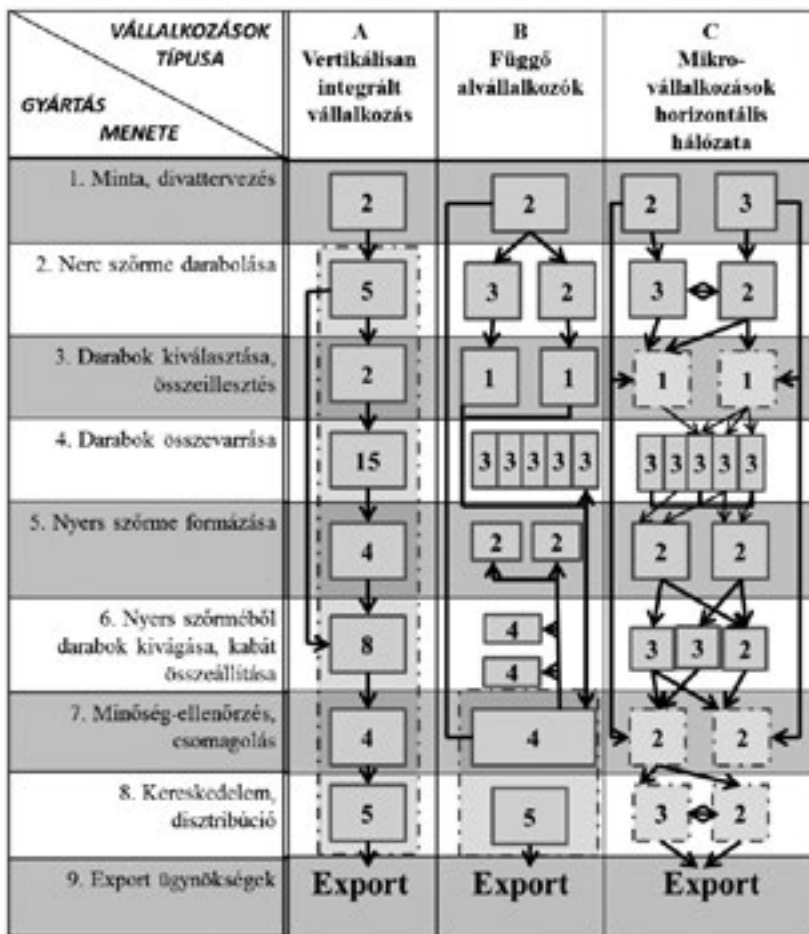 VÁLLALKOZÁSOK
TÍPUSA
GYÁRTÁS
MENETE
A
Vertikálisan
integrált
vállalkozás
B
Függő
alvállalkozók
C
Mikro-
vállalkozások
horizontális
hálózata
1. Minta, divattervezés
2
2
2 3
2. Nerc szőrme darabolása
5
3 2
3 2
3. Darabok kiválasztása,
összeillesztés
2
1 1
1 1
4. Darabok összevarrása
15
3 3 3 3 3
3 3 3 3 3
5. Nyers szőrme formázása
4
2 2
2 2
6. Nyers szőrméből
darabok kivágása, kabát
összeállítása
8
4
4
3 3 2
7. Minőség-ellenőrzés,
csomagolás
4
4
2 2
8. Kereskedelem,
disztribúció
5
5
3 2
9. Export ügynökségek
Export
Export
Export